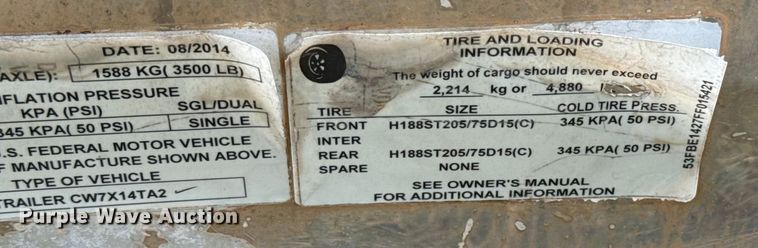 DATE: 08/2014
AXLE): 1588 KG( 3500 LB)
NFLATION PRESSURE
KPA (PSI) SGL/DUAL
345 KPA( 50 PSI) SINGLE
.S. FEDERAL MOTOR VEHICLE
F MANUFACTURE SHOWN ABOVE.
TYPE OF VEHICLE
TRAILER CW7X14TA2
TIRE AND LOADING
INFORMATION
The weight of cargo should never exceed
2,214 kg or 4,880
TIRE SIZE COLD TIRE PRESS.
FRONT H188ST205/75D15(C) 345 KPA( 50 PSI)
INTER
REAR H188ST205/75D15(C) 345 KPA( 50 PSI)
SPARE NONE
SEE OWNER'S MANUAL
FOR ADDITIONAL INFORMATION
53FBE1427FF015421
Purple Wave Auction